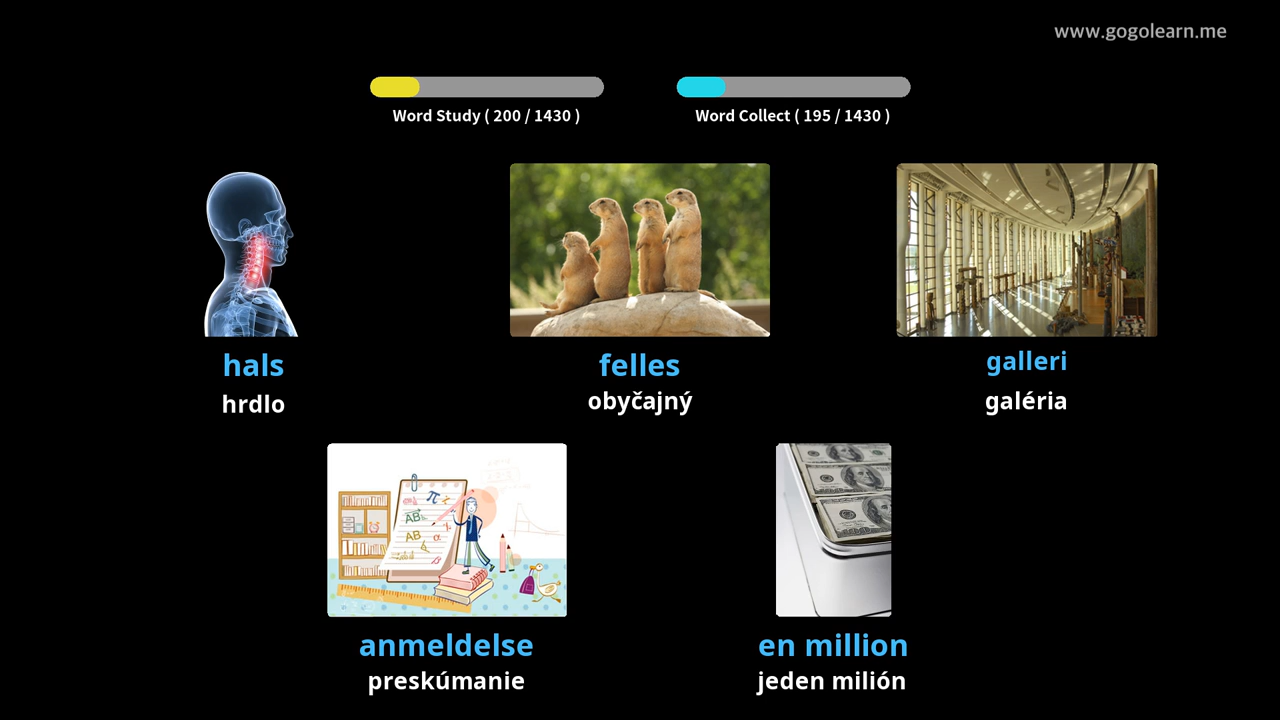 www.gogolearn.me
Word Study ( 200 / 1430 )
Word Collect ( 195 / 1430 )
hals
hrdlo
felles
obyčajný
galleri
galéria
anmeldelse
preskúmanie
en million
jeden milión